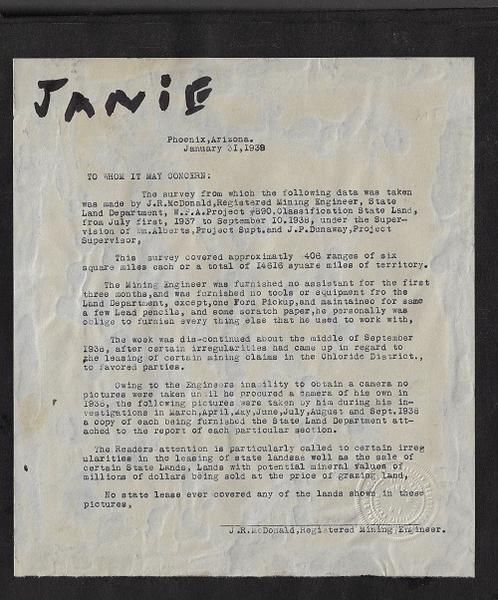 JANIE
Phoenix,Arizona.
January 31,1939
TO WHOM IT MAY CONCERN:
The survey from which the following data was taken
was made by J.R.McDonald,Registered Mining Engineer, State
Land Department, W.P.A.Project #890.Classification State Land,
from July first, 1937 to September 10.1938, under the Super-
vision of Wm.Alberts,Project Supt.and J.P.Dunaway,Project
Supervisor,
This survey covered approximatly 406 ranges of six
square miles each or a total of 14616 syuare miles of territory.
The Mining Engineer was furnished no assistant for the first
three months,and was furnished no tools or equipment fro the
Land Department, except,one Ford Pickup,and maintained for same
a few Lead pencils, and some scratch paper,he personally was
oblige to furnish every thing else that he used to work with,
The work was dis-continued about the middle of September
1938, after certain irregularities had came up in regard to
the leasing of certain mining claims in the Chloride District.,
to favored parties.
Owing to the Engineers inability to obtain a camera no
pictures were taken until he procured a camera of his own in
1938, the following pictures were taken by him during his in-
vestigations in March,April,May,June,July,August and Sept.1938
a copy of each being furnished the State Land Department att-
ached to the report of each particular section.
The Readers attention is particularly called to certain irreg
ularities in the leasing of state landsas well as the sale of
certain State Lands, Lands with potential mineral values of
millions of dollars being sold at the price of grazing land,
No state lease ever covered any of the lands shown in these
pictures,
J.R.McDonald,Registered Mining Engineer.